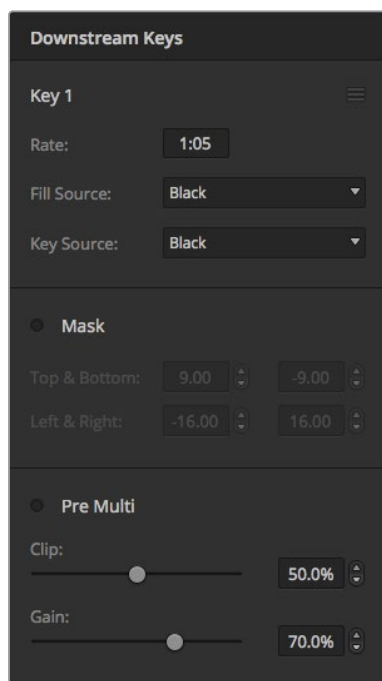 Downstream Keys
Key 1
Rate: 1:05
Fill Source: Black
Key Source: Black
Mask
Top & Bottom: 9.00 -9.00
Left & Right: -16.00 16.00
Pre Multi
Clip:
50.0%
Gain:
70.0%